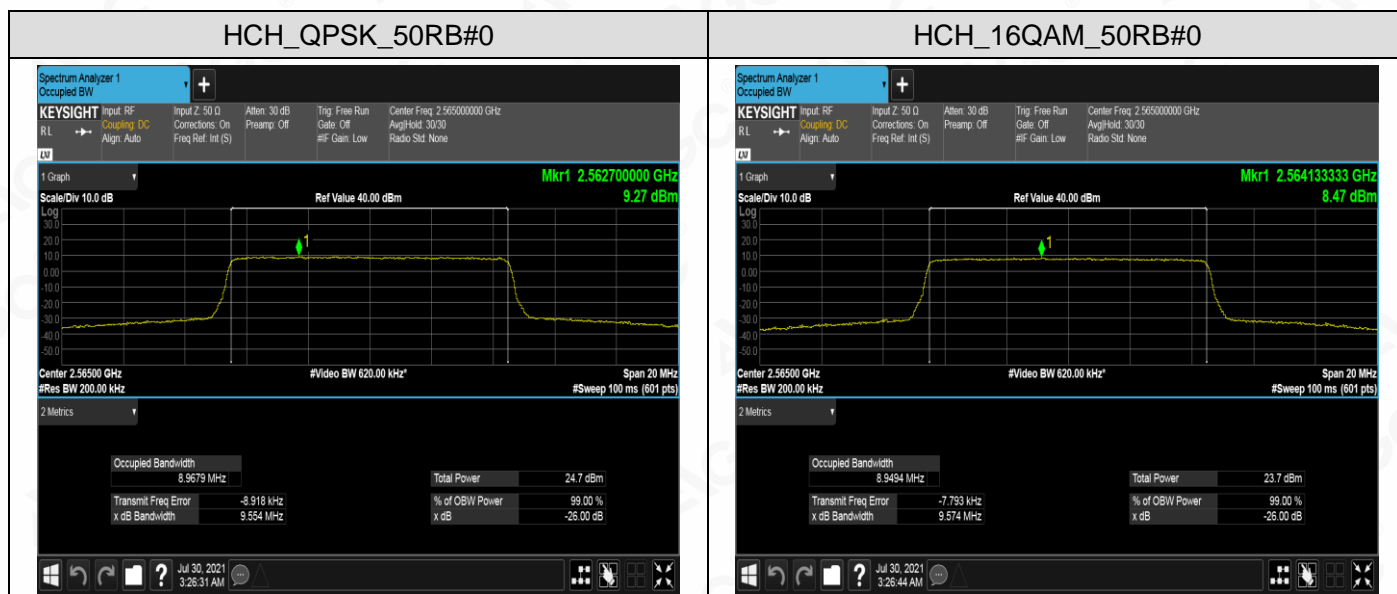 HCH_QPSK_50RB#0
Spectrum Analyzer 1
Occupied BW
+
KEYSIGHT Input: RF Input Z: 50 Ω Atten: 30 dB Trig: Free Run Center Freq: 2.565000000 GHz
RL Coupling: DC Corrections: On Preamp: Off Gate: Off Avg|Hold: 30/30
Align: Auto Freq Ref: Int (S) #IF Gain: Low Radio Std: None
LXI
1 Graph Mkr1 2.562700000 GHz
Scale/Div 10.0 dB Ref Value 40.00 dBm 9.27 dBm
Log
30.0
20.0
1
10.0
0.00
-10.0
-20.0
-30.0
-40.0
-50.0
Center 2.56500 GHz #Video BW 620.00 kHz* Span 20 MHz
#Res BW 200.00 kHz #Sweep 100 ms (601 pts)
2 Metrics
Occupied Bandwidth
8.9679 MHz Total Power 24.7 dBm
Transmit Freq Error -8.918 kHz % of OBW Power 99.00 %
x dB Bandwidth 9.554 MHz x dB -26.00 dB
? Jul 30, 2021
3:26:31 AM
HCH_16QAM_50RB#0
Spectrum Analyzer 1
Occupied BW
+
KEYSIGHT Input: RF Input Z: 50 Ω Atten: 30 dB Trig: Free Run Center Freq: 2.565000000 GHz
RL Coupling: DC Corrections: On Preamp: Off Gate: Off Avg|Hold: 30/30
Align: Auto Freq Ref: Int (S) #IF Gain: Low Radio Std: None
LXI
1 Graph Mkr1 2.564133333 GHz
Scale/Div 10.0 dB Ref Value 40.00 dBm 8.47 dBm
Log
30.0
20.0
1
10.0
0.00
-10.0
-20.0
-30.0
-40.0
-50.0
Center 2.56500 GHz #Video BW 620.00 kHz* Span 20 MHz
#Res BW 200.00 kHz #Sweep 100 ms (601 pts)
2 Metrics
Occupied Bandwidth
8.9494 MHz Total Power 23.7 dBm
Transmit Freq Error -7.793 kHz % of OBW Power 99.00 %
x dB Bandwidth 9.574 MHz x dB -26.00 dB
? Jul 30, 2021
3:26:44 AM